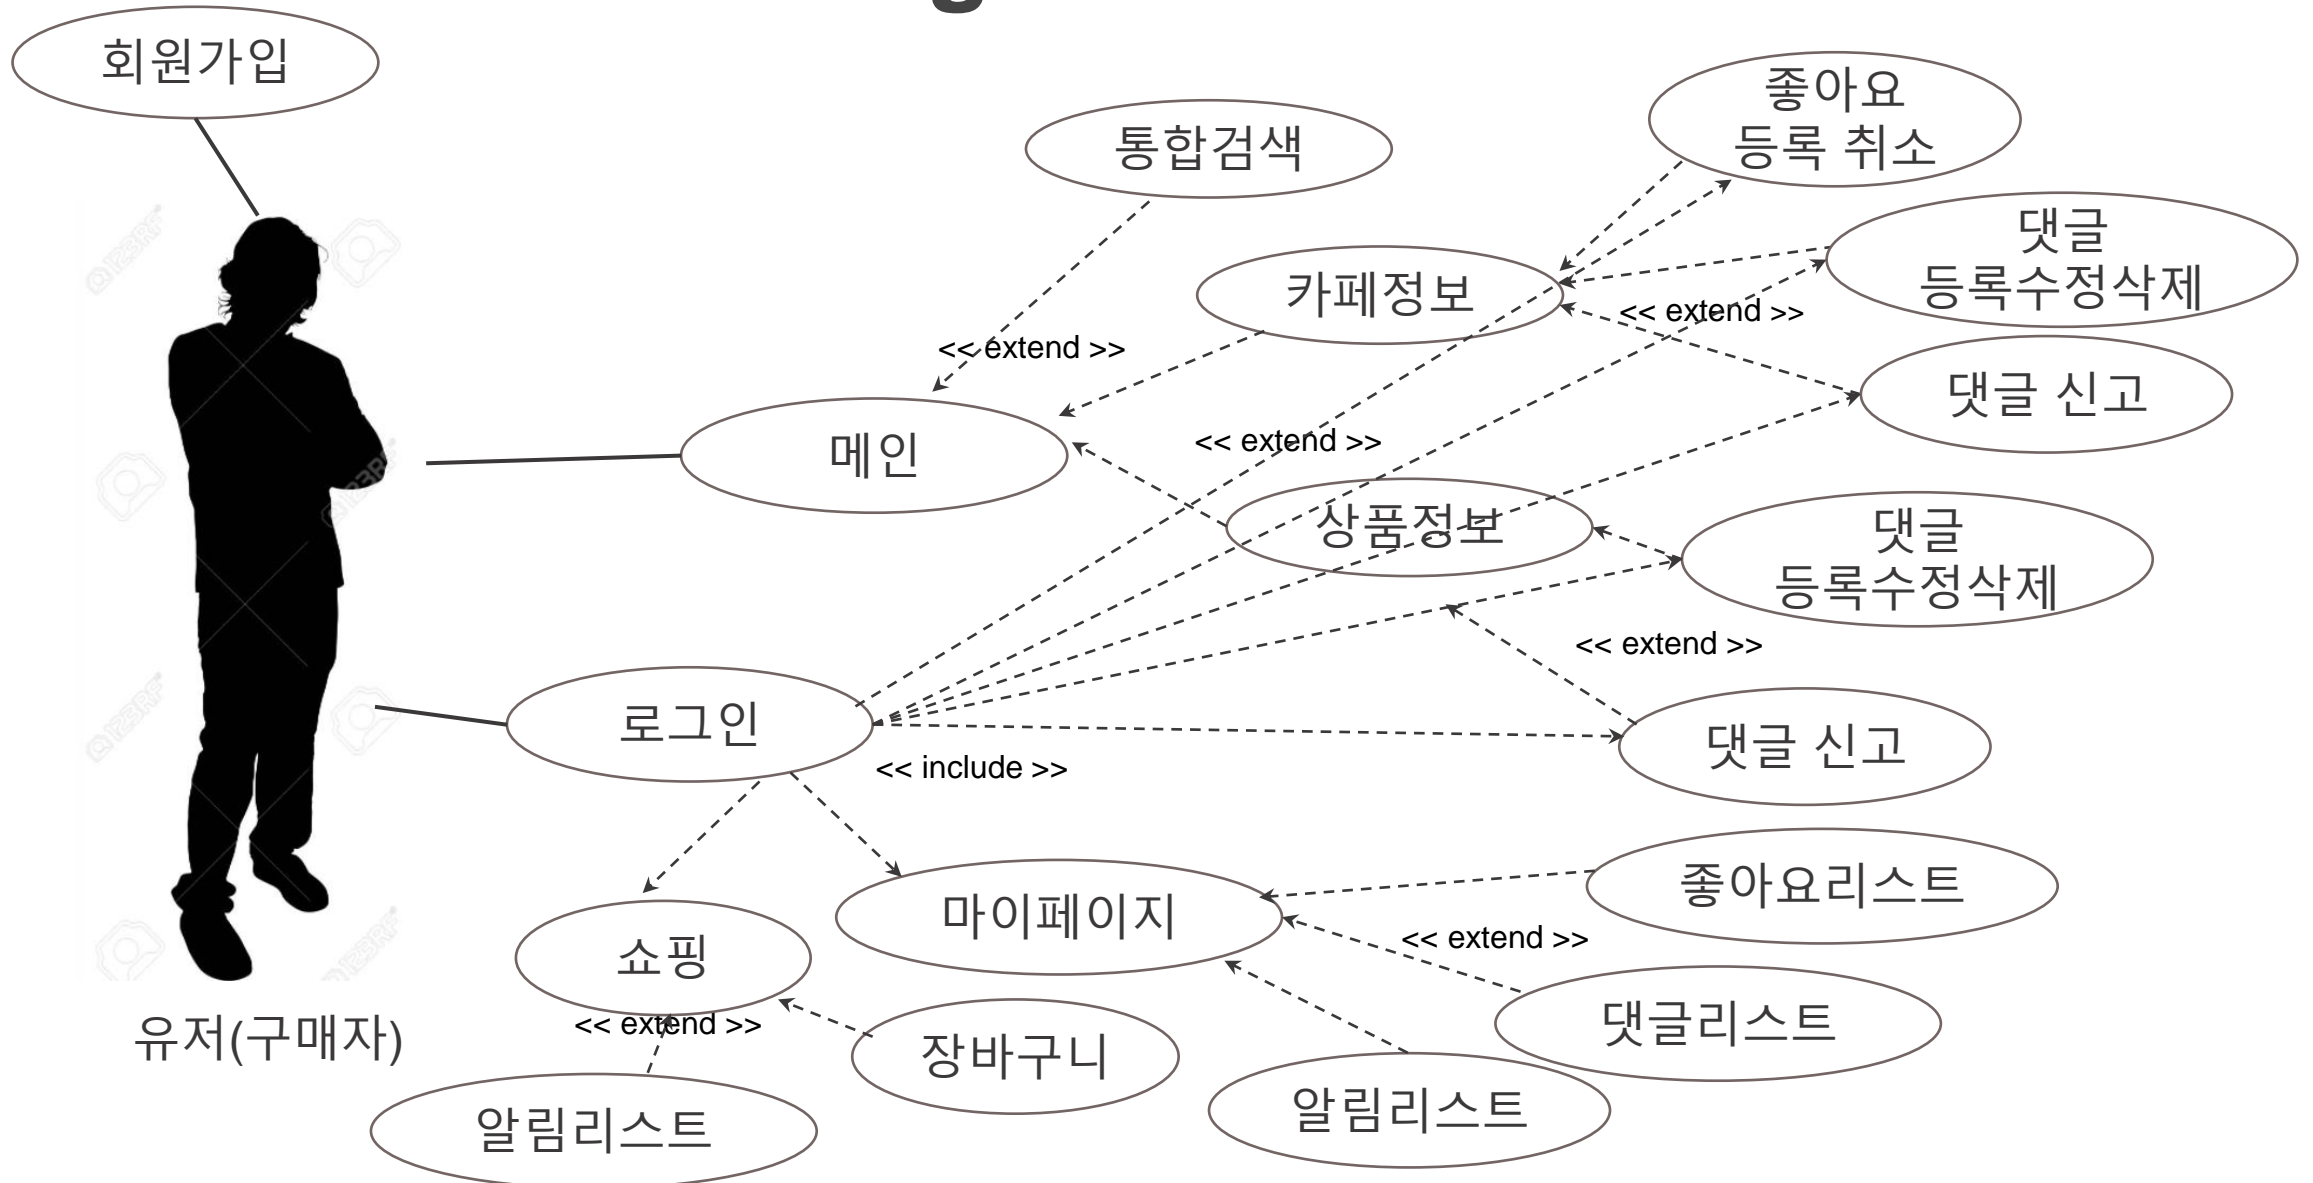 회원가입
좋아요
등록 취소
통합검색
댓글
등록수정삭제
카페정보
<< extend >>
<< extend >>
댓글 신고
<< extend >>
메인
상품정보
댓글
등록수정삭제
<< extend >>
로그인
댓글 신고
<< include >>
좋아요리스트
마이페이지
<< extend >>
쇼핑
댓글리스트
<< extend >>
유저(구매자)
장바구니
알림리스트
알림리스트
123RF
123RF
123RF
123RF